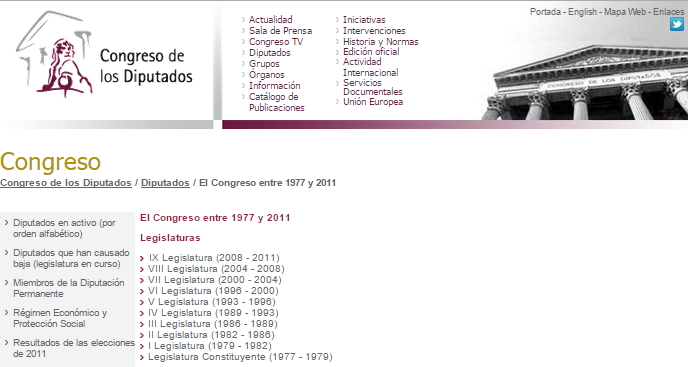 Portada - English - Mapa Web - Enlaces
Congreso de
los Diputados
Actualidad
Sala de Prensa
Congreso TV
Diputados
Grupos
Órganos
Información
Catálogo de
Publicaciones
Iniciativas
Intervenciones
Historia y Normas
Edición oficial
Actividad
Internacional
Servicios
Documentales
Unión Europea
CONGRESO DE LOS DIPUTADOS
Congreso
Congreso de los Diputados / Diputados / El Congreso entre 1977 y 2011
Diputados en activo (por
orden alfabético)
Diputados que han causado
baja (legislatura en curso)
Miembros de la Diputación
Permanente
Régimen Económico y
Protección Social
Resultados de las elecciones
de 2011
El Congreso entre 1977 y 2011
Legislaturas
IX Legislatura (2008 - 2011)
VIII Legislatura (2004 - 2008)
VII Legislatura (2000 - 2004)
VI Legislatura (1996 - 2000)
V Legislatura (1993 - 1996)
IV Legislatura (1989 - 1993)
III Legislatura (1986 - 1989)
II Legislatura (1982 - 1986)
I Legislatura (1979 - 1982)
Legislatura Constituyente (1977 - 1979)